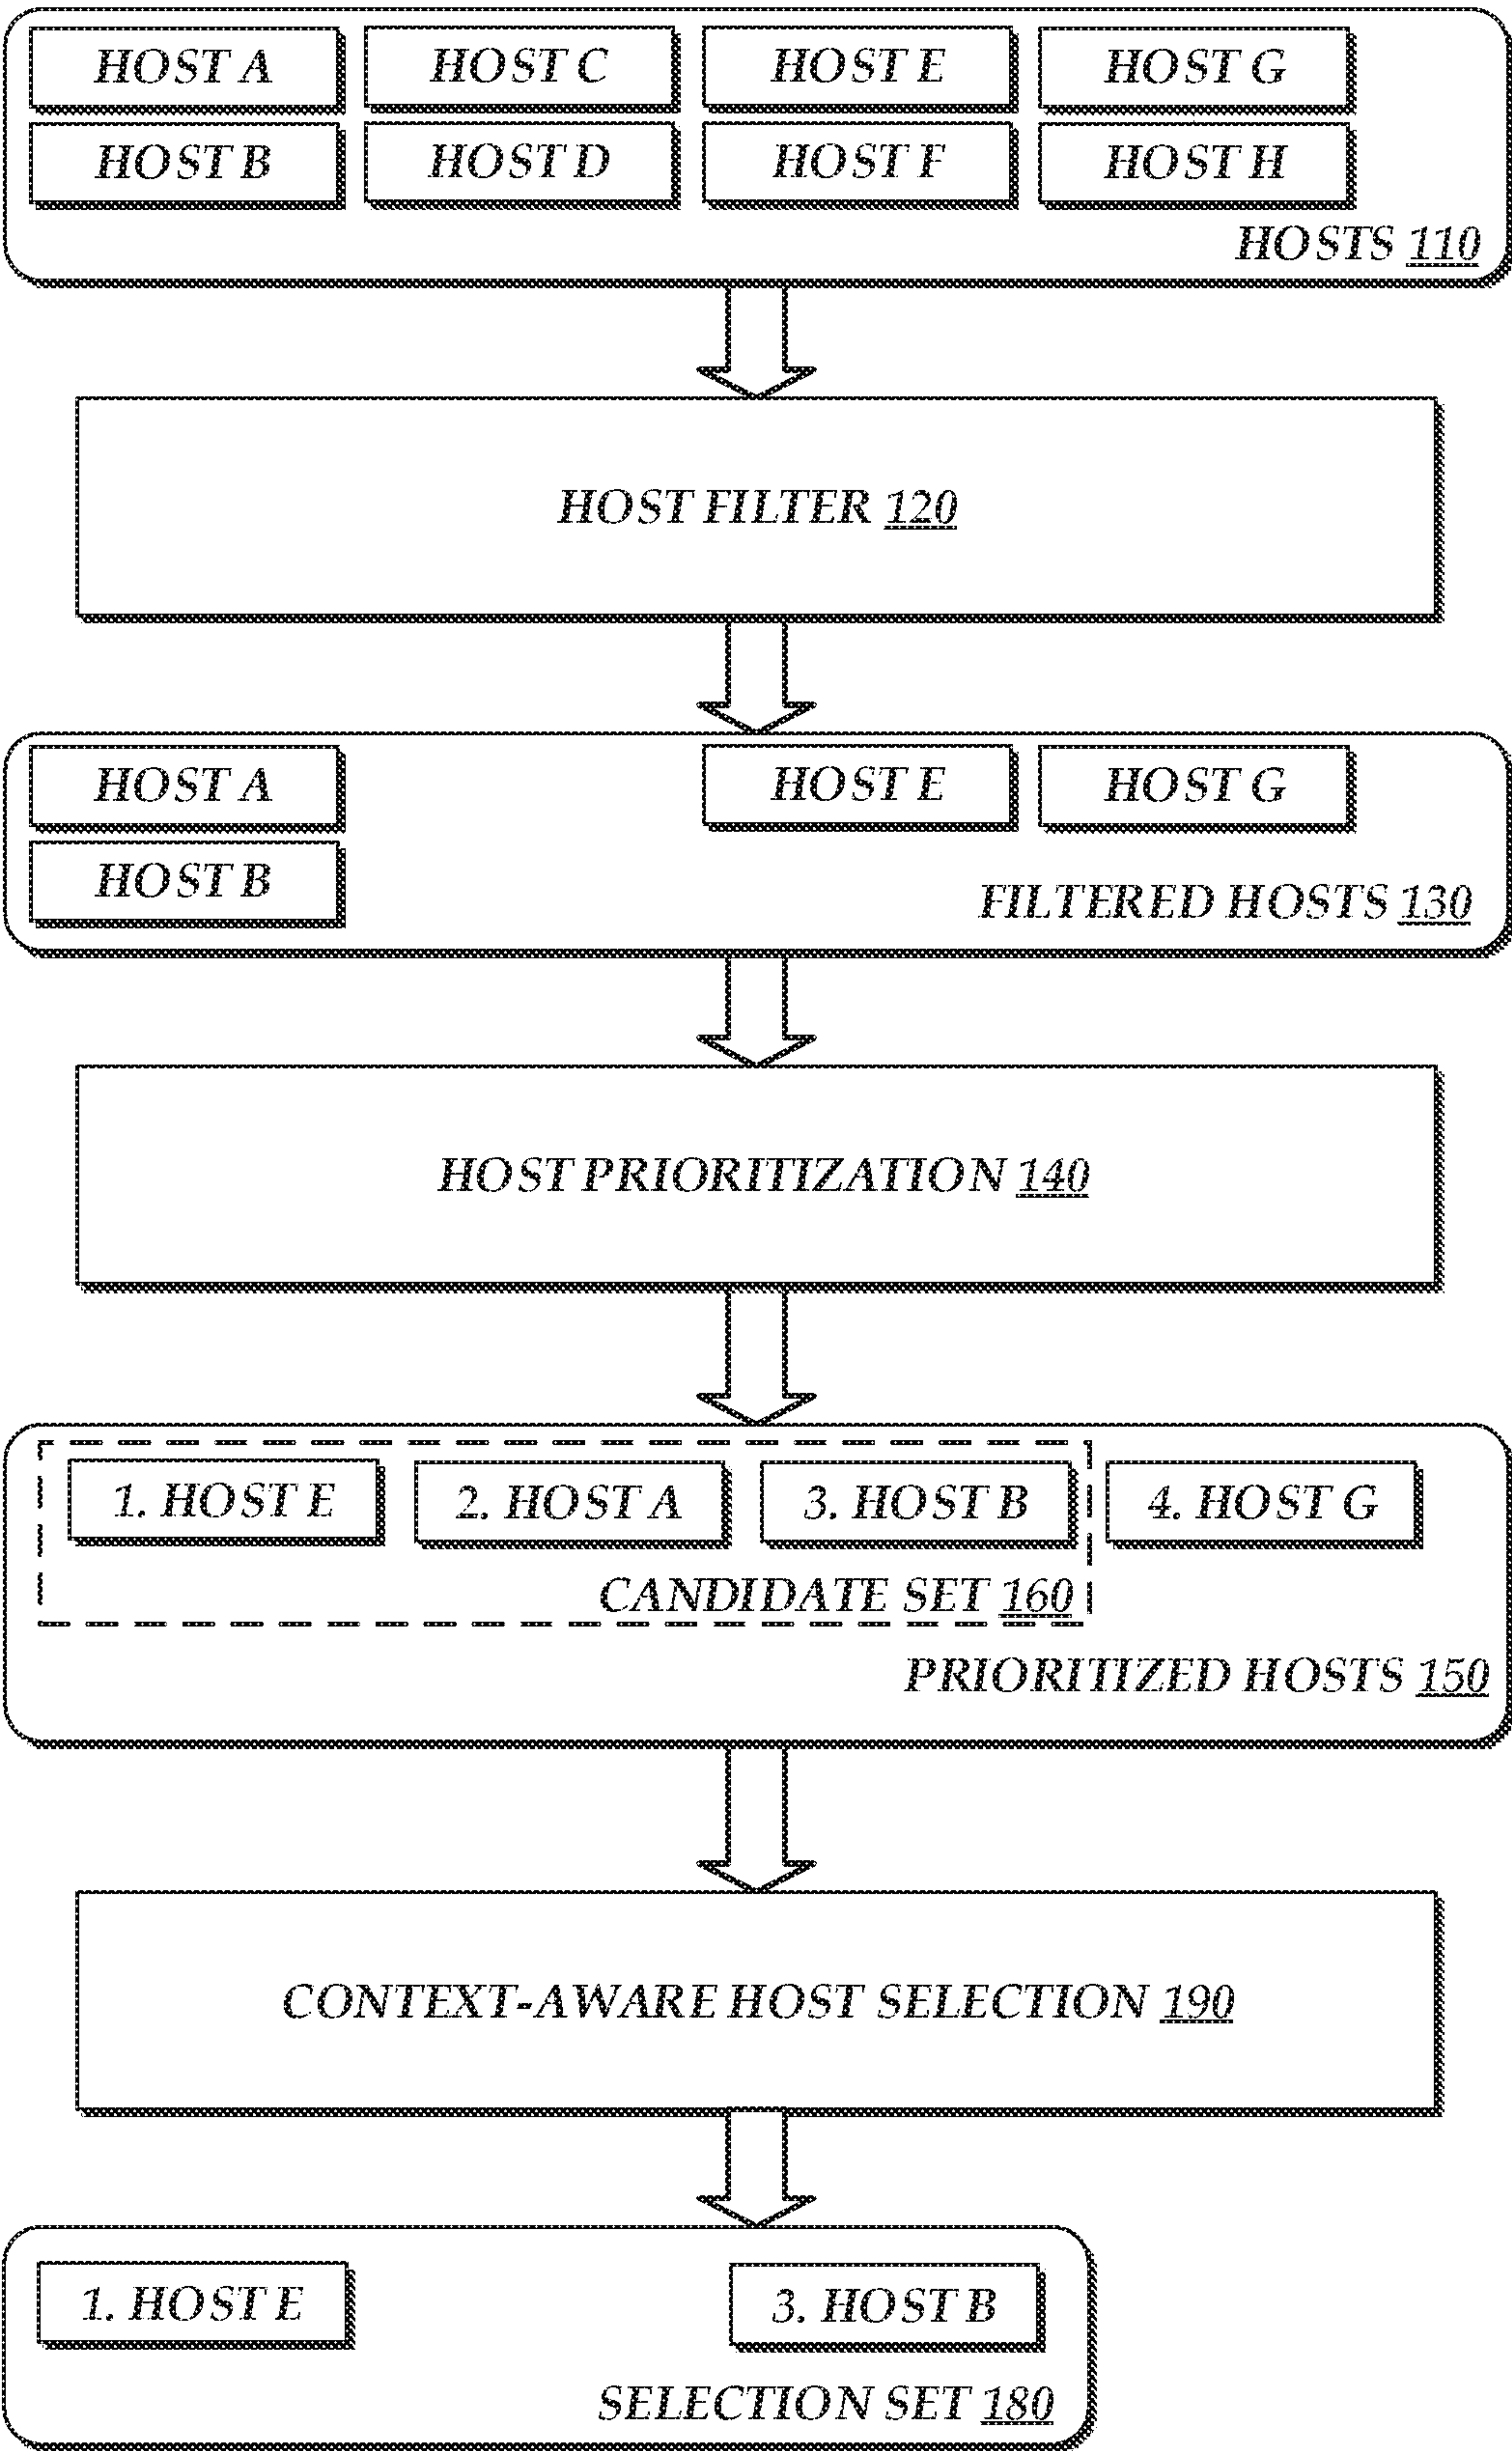 HOST A HOST C HOST E HOST G
HOST B HOST D HOST F HOST H
HOSTS 110
HOST FILTER 120
HOST A HOST E HOST G
HOST B
FILTERED HOSTS 130
HOST PRIORITIZATION 140
1. HOST E 2. HOST A 3. HOST B 4. HOST G
CANDIDATE SET 160
PRIORITIZED HOSTS 150
CONTEXT-AWARE HOST SELECTION 190
1. HOST E 3. HOST B
SELECTION SET 180